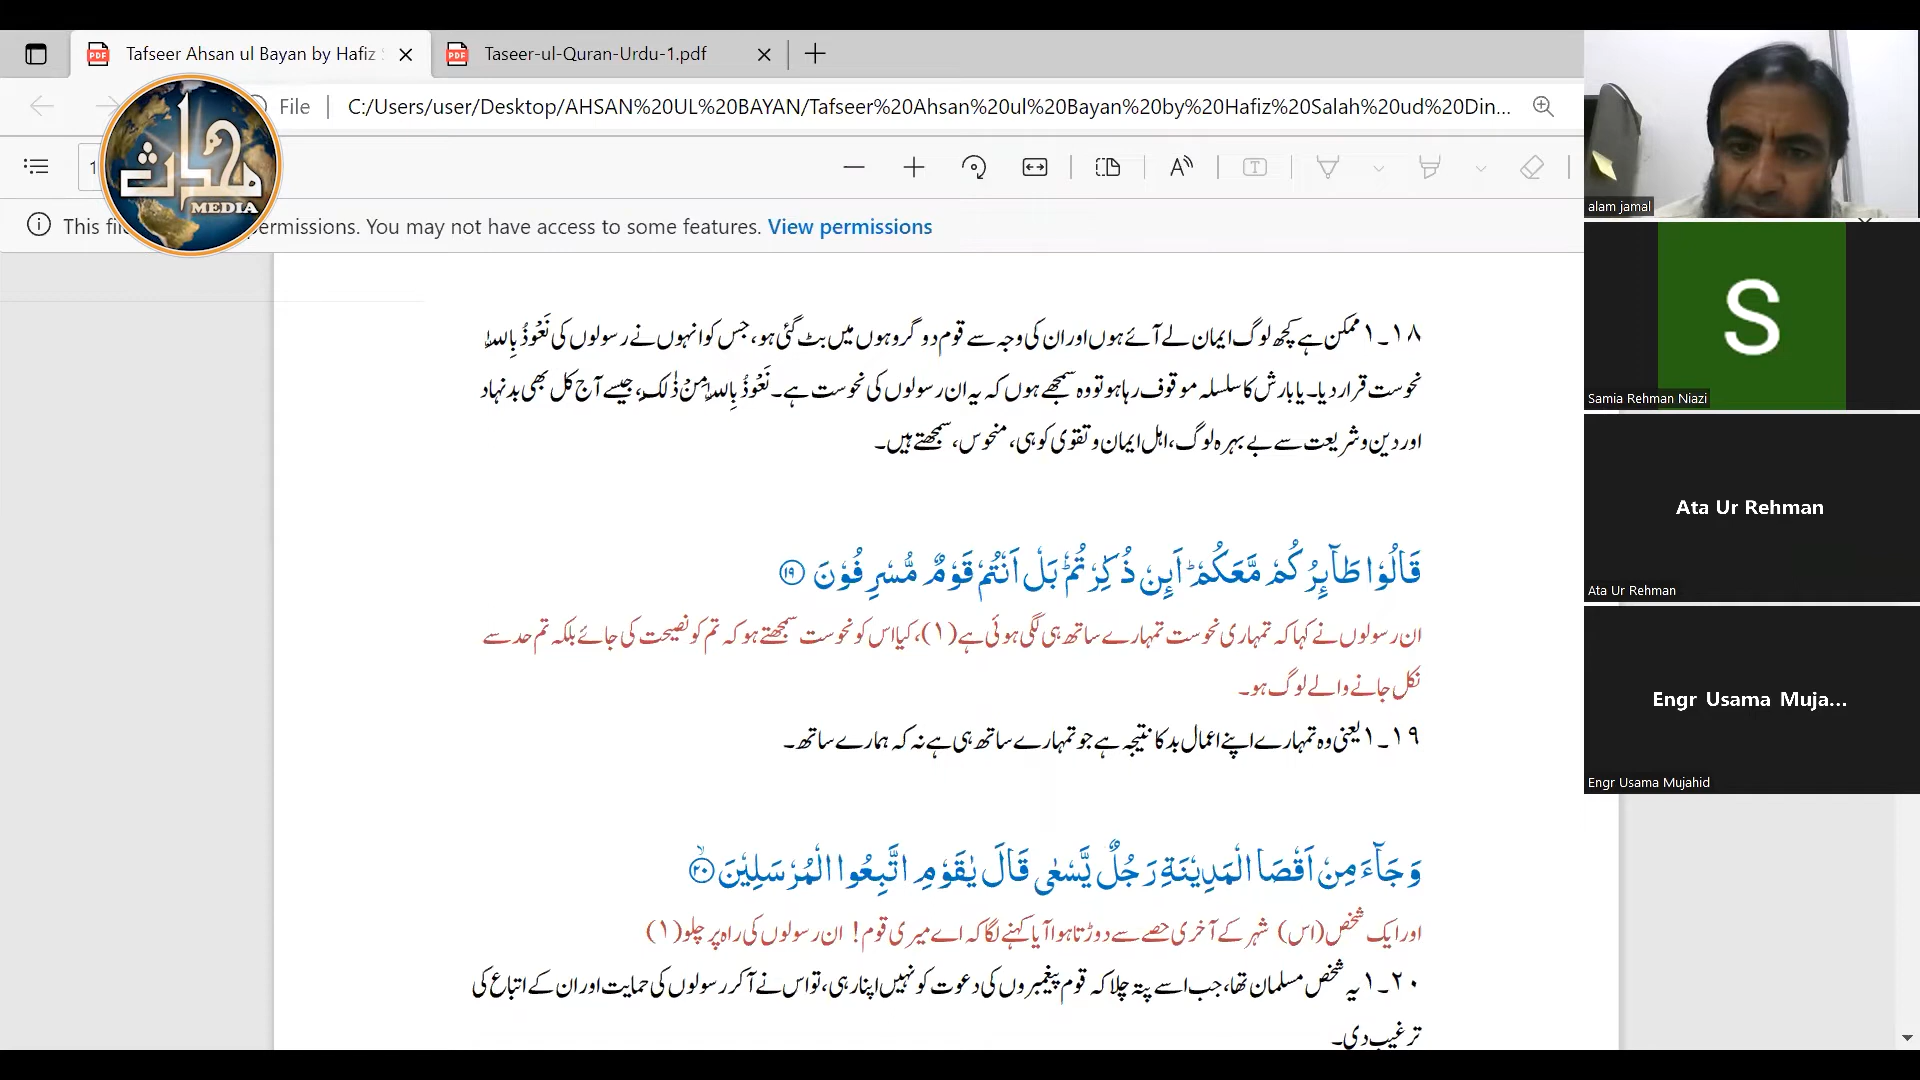 Tafseer Ahsan ul Bayan by Hafiz
Taseer-ul-Quran-Urdu-1.pdf
File
C:/Users/user/Desktop/AHSAN%20UL%20BAYAN/Tafseer%20Ahsan%20ul%20Bayan%20by%20Hafiz%20Salah%20ud%20Din...
1
MEDIA
This fil
permissions. You may not have access to some features. View permissions
۱۸۔۱ ممکن ہے کچھ لوگ ایمان لے آئے ہوں اور ان کی وجہ سے قوم دو گروہوں میں بٹ گئی ہو، جس کو انہوں نے رسولوں کی نَعُوْذُ بِاللّٰہِ
نحوست قرار دیا۔ یا بارش کا سلسلہ موقوف رہا ہو تو وہ سمجھے ہوں کہ یہ ان رسولوں کی نحوست ہے۔ نَعُوْذُ بِاللّٰہِ مِنْ ذٰلِکَ، جیسے آج کل بھی بد نہاد
اور دین و شریعت سے بے بہرہ لوگ، اہل ایمان و تقوی کو ہی، منحوس، سمجھتے ہیں۔
قَالُوْا طَآىِٕرُكُمْ مَّعَكُمْ ؕ اَىِٕنْ ذُكِّرْتُمْ ؕ بَلْ اَنْتُمْ قَوْمٌ مُّسْرِفُوْنَ ۝۱۹
ان رسولوں نے کہا کہ تمہاری نحوست تمہارے ساتھ ہی لگی ہوئی ہے (۱)، کیا اس کو نحوست سمجھتے ہو کہ تم کو نصیحت کی جائے بلکہ تم حد سے
نکل جانے والے لوگ ہو۔
۱۹۔۱ یعنی وہ تمہارے اپنے اعمال بد کا نتیجہ ہے جو تمہارے ساتھ ہی ہے نہ کہ ہمارے ساتھ۔
وَ جَآءَ مِنْ اَقْصَا الْمَدِيْنَةِ رَجُلٌ يَّسْعٰى قَالَ يٰقَوْمِ اتَّبِعُوا الْمُرْسَلِيْنَ ۝۲۰
اور ایک شخص (اس) شہر کے آخری حصے سے دوڑتا ہوا آیا کہنے لگا کہ اے میری قوم! ان رسولوں کی راہ پر چلو (۱)
۲۰۔۱ یہ شخص مسلمان تھا، جب اسے پتہ چلا کہ قوم پیغمبروں کی دعوت کو نہیں اپنا رہی، تو اس نے آکر رسولوں کی حمایت اور ان کے اتباع کی
ترغیب دی۔
alam jamal
S
Samia Rehman Niazi
Ata Ur Rehman
Ata Ur Rehman
Engr Usama Muja...
Engr Usama Mujahid